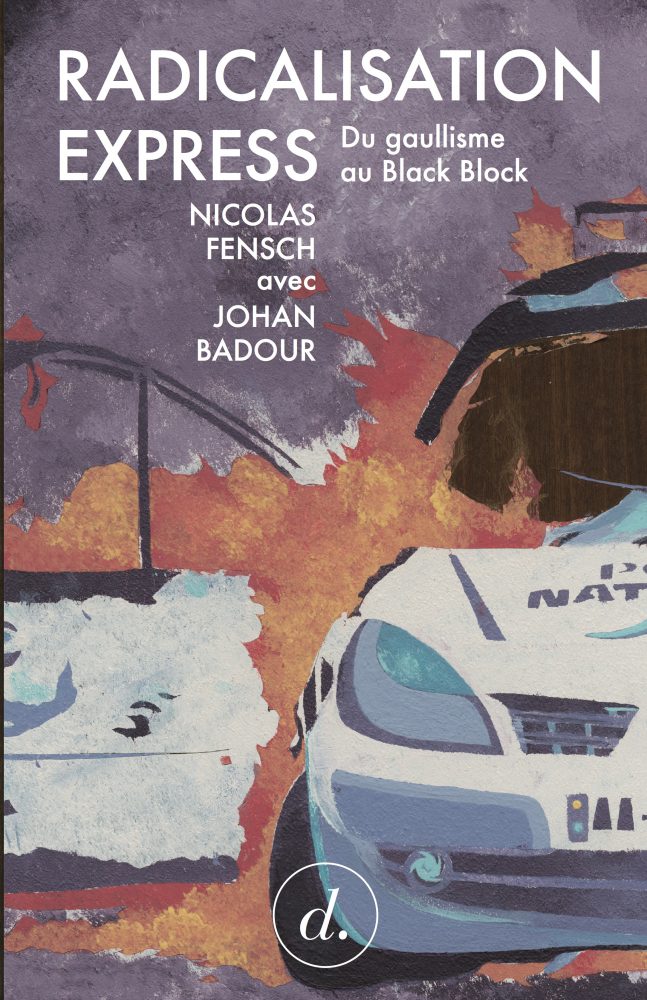 RADICALISATION
EXPRESS
Du gaullisme
au Black Block
NICOLAS
FENSCH
avec
JOHAN
BADOUR
d.